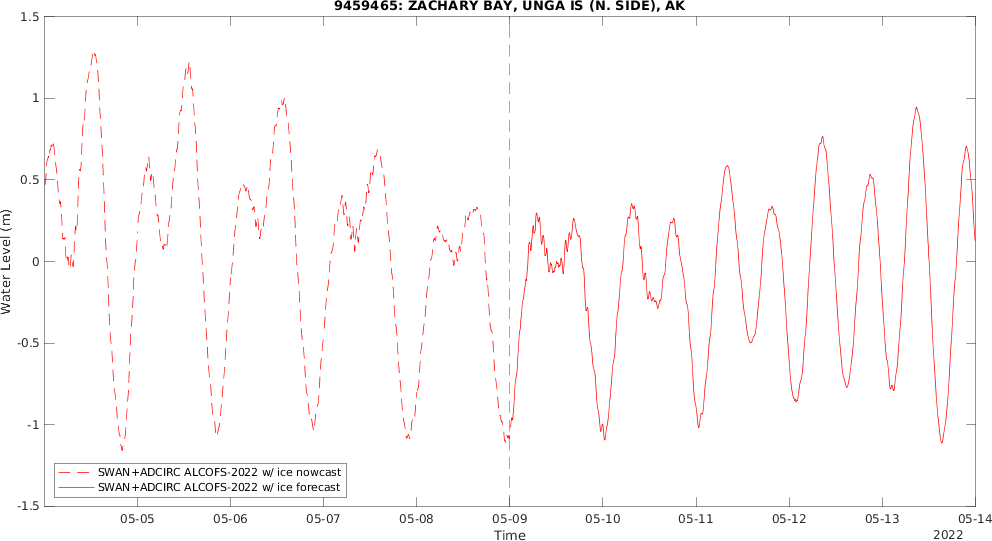 9459465: ZACHARY BAY, UNGA IS (N. SIDE), AK
1.5
1
0.5
0
-0.5
-1
-1.5
Water Level (m)
SWAN+ADCIRC ALCOFS-2022 w/ ice nowcast
SWAN+ADCIRC ALCOFS-2022 w/ ice forecast
05-05 05-06 05-07 05-08 05-09 05-10 05-11 05-12 05-13 05-14
Time
2022